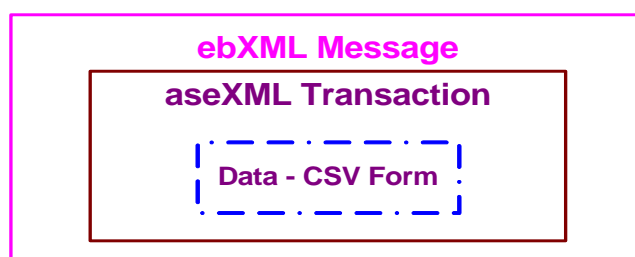 ebXML Message
aseXML Transaction
Data - CSV Form